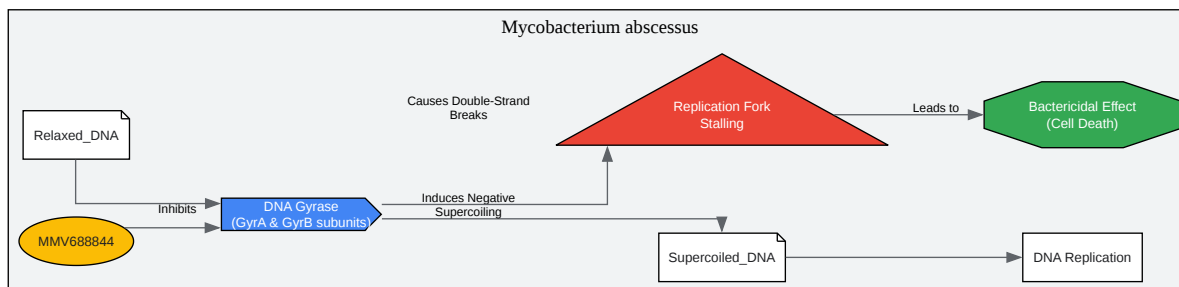 Mycobacterium abscessus
Causes Double-Strand
Breaks
Replication Fork
Stalling
Leads to
Bactericidal Effect
(Cell Death)
Relaxed_DNA
Inhibits
DNA Gyrase
(GyrA & GyrB subunits)
Induces Negative
Supercoiling
MMV688844
Supercoiled_DNA
DNA Replication